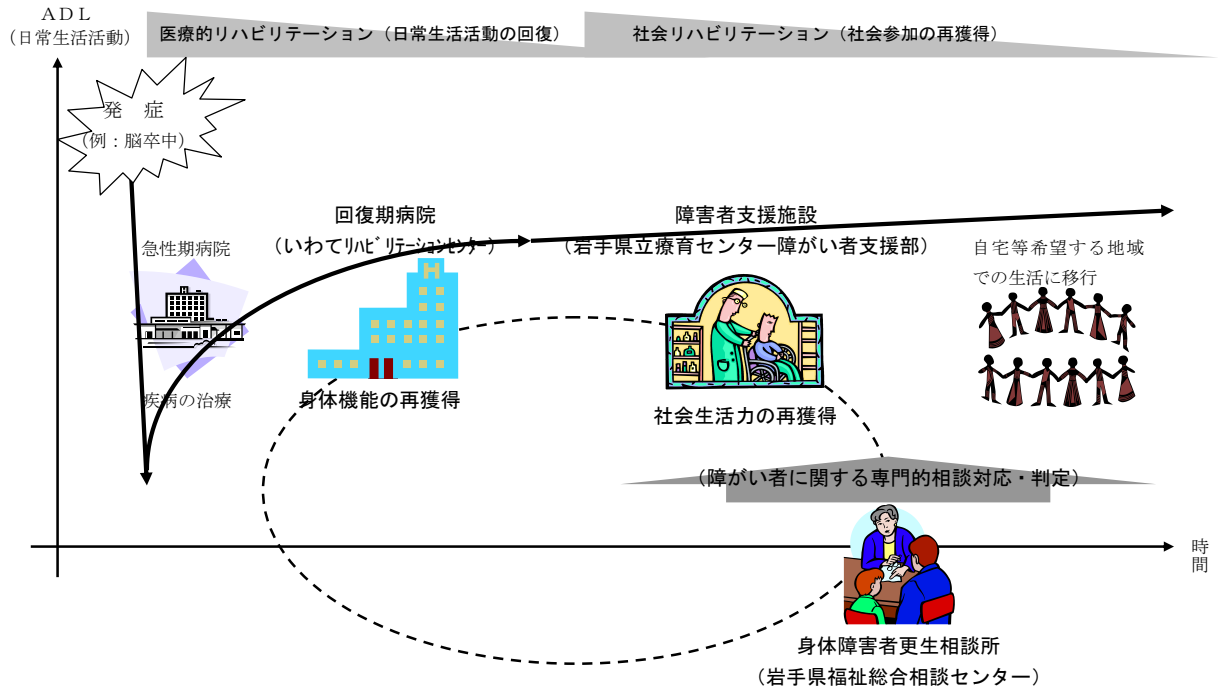 ADL
（日常生活活動）
医療的リハビリテーション（日常生活活動の回復）
社会リハビリテーション（社会参加の再獲得）
発　症
（例：脳卒中）
急性期病院
疾病の治療
回復期病院
（いわてﾘﾊﾋﾞﾘﾃｰｼｮﾝｾﾝﾀｰ）
H
身体機能の再獲得
障害者支援施設
（岩手県立療育センター障がい者支援部）
社会生活力の再獲得
自宅等希望する地域
での生活に移行
（障がい者に関する専門的相談対応・判定）
時
間
身体障害者更生相談所
（岩手県福祉総合相談センター）